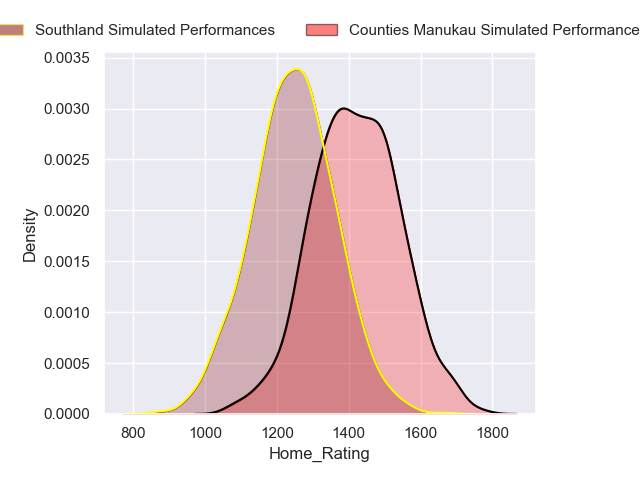 Southland Simulated Performances
Counties Manukau Simulated Performance
0.0035
0.0030
0.0025
0.0020
0.0015
0.0010
0.0005
0.0000
Density
800 1000 1200 1400 1600 1800
Home_Rating